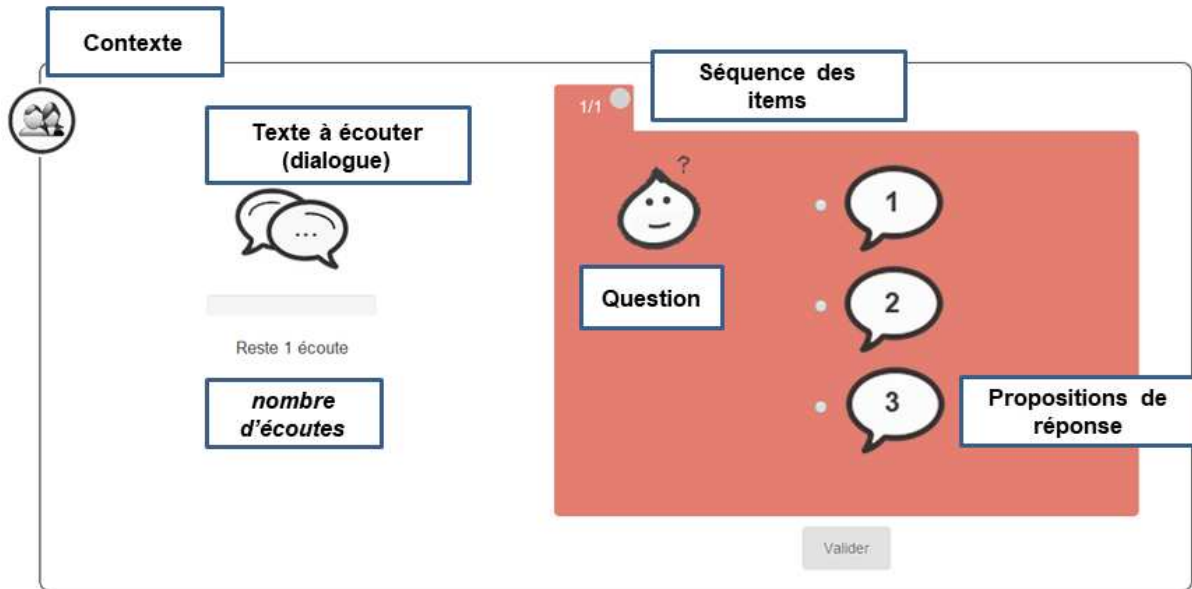 Contexte
Séquence des
items
1/1
Texte à écouter
(dialogue)
...
?
1
Question
2
Reste 1 écoute
nombre
d'écoutes
3
Propositions de
réponse
Valider